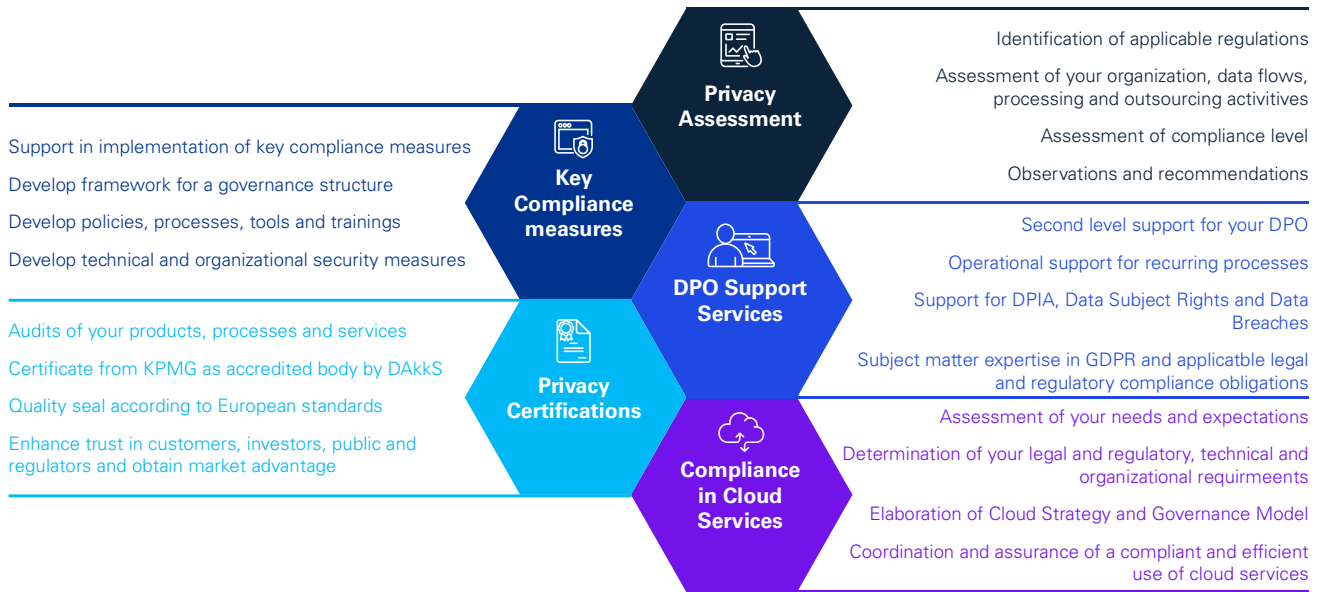 Privacy
Assessment
Identification of applicable regulations
Assessment of your organization, data flows,
processing and outsourcing activitives
Assessment of compliance level
Observations and recommendations
Key
Compliance
measures
Support in implementation of key compliance measures
Develop framework for a governance structure
Develop policies, processes, tools and trainings
Develop technical and organizational security measures
DPO Support
Services
Second level support for your DPO
Operational support for recurring processes
Support for DPIA, Data Subject Rights and Data
Breaches
Subject matter expertise in GDPR and applicatble legal
and regulatory compliance obligations
Privacy
Certifications
Audits of your products, processes and services
Certificate from KPMG as accredited body by DAkkS
Quality seal according to European standards
Enhance trust in customers, investors, public and
regulators and obtain market advantage
Compliance
in Cloud
Services
Assessment of your needs and expectations
Determination of your legal and regulatory, technical and
organizational requirmeents
Elaboration of Cloud Strategy and Governance Model
Coordination and assurance of a compliant and efficient
use of cloud services